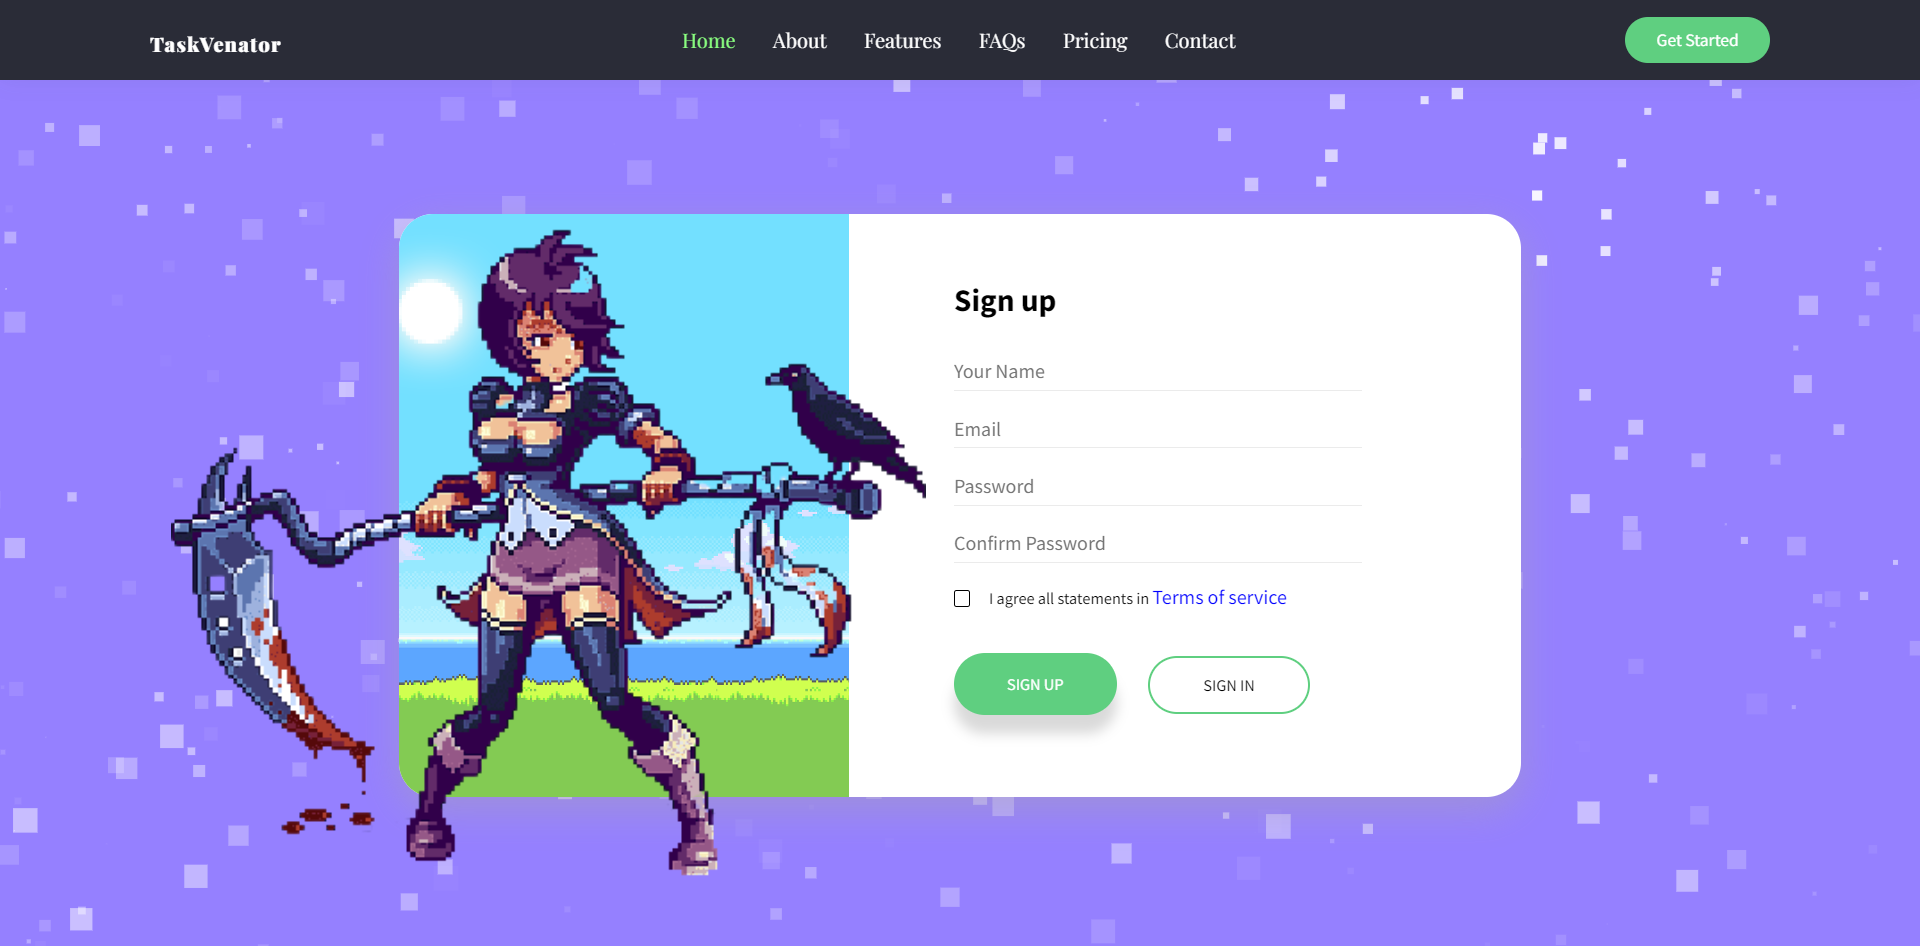 TaskVenator
Home About Features FAQs Pricing Contact
Get Started
Sign up
Your Name
Email
Password
Confirm Password
I agree all statements in Terms of service
SIGN UP
SIGN IN